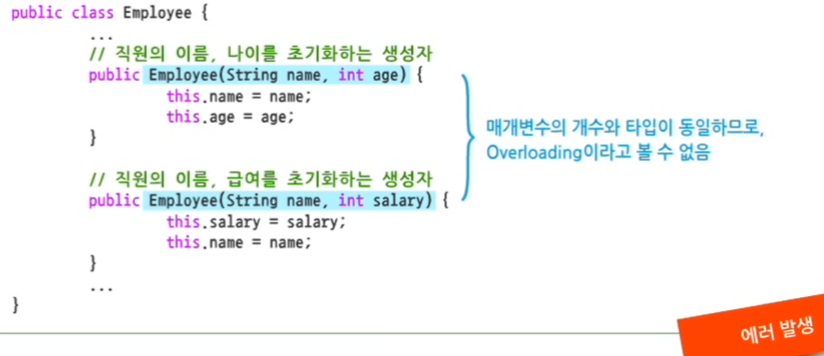 public class Employee {
...
// 직원의 이름, 나이를 초기화하는 생성자
public Employee(String name, int age) {
this.name = name;
this.age = age;
}
매개변수의 개수와 타입이 동일하므로,
Overloading이라고 볼 수 없음
// 직원의 이름, 급여를 초기화하는 생성자
public Employee(String name, int salary) {
this.salary = salary;
this.name = name;
}
...
}
에러 발생